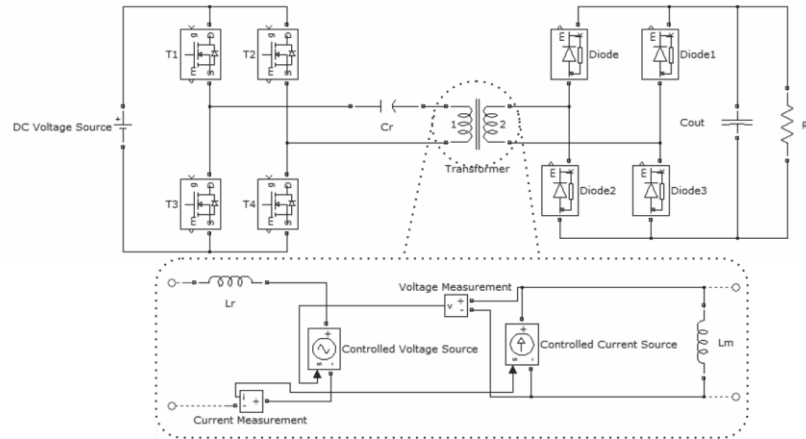 T1
T2
Diode
Diode1
DC Voltage Source
Cr
1
2
Cout
R
Transformer
T3
T4
Diode2
Diode3
Lr
Voltage Measurement
v
Controlled Voltage Source
Controlled Current Source
Lm
i
Current Measurement